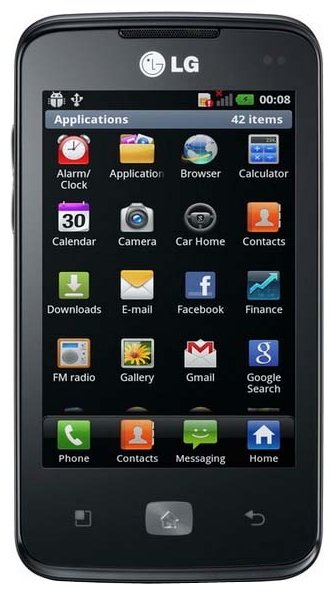 LG
00:08
Applications 42 items
Alarm/ Application Browser Calculator
Clock
30
Calendar Camera Car Home Contacts
f
Downloads E-mail Facebook Finance
g
FM radio Gallery Gmail Google
Search
Phone Contacts Messaging Home